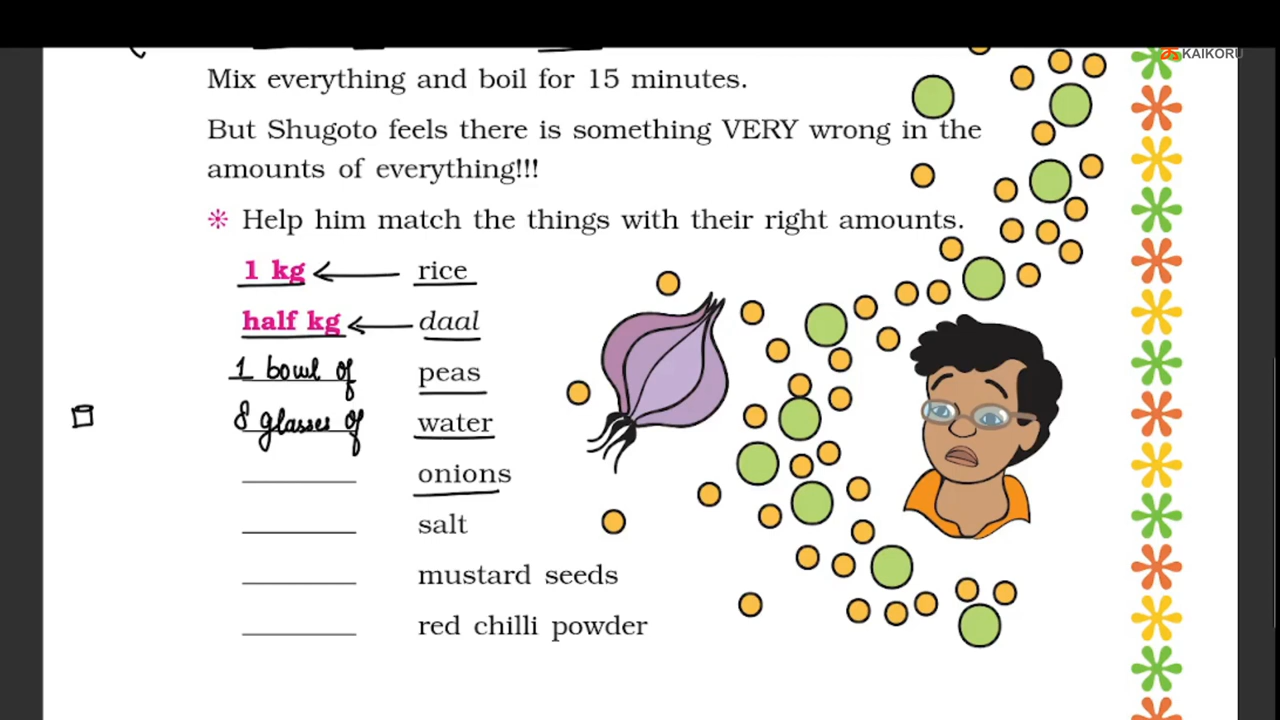 KAIKORU
Mix everything and boil for 15 minutes.
But Shugoto feels there is something VERY wrong in the
amounts of everything!!!
Help him match the things with their right amounts.
1 kg rice
half kg daal
1 bowl of peas
8 glasses of water
onions
salt
mustard seeds
red chilli powder